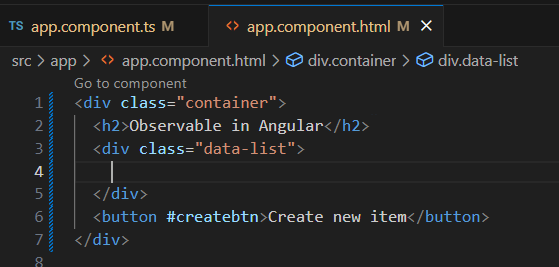 TS app.component.ts M
<> app.component.html M ×
src > app > <> app.component.html > div.container > div.data-list
Go to component
1 <div class="container">
2 <h2>Observable in Angular</h2>
3 <div class="data-list">
4
5 </div>
6 <button #createbtn>Create new item</button>
7 </div>
8